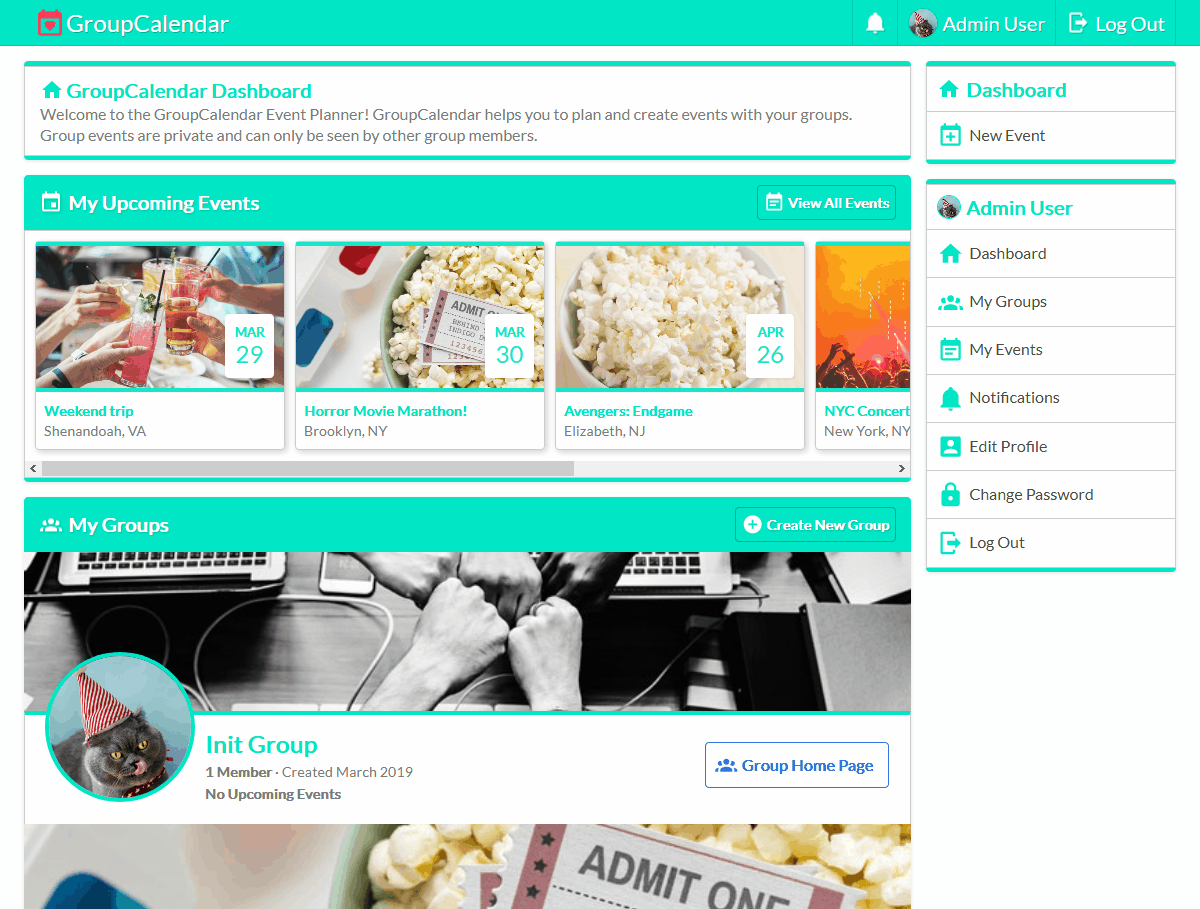 GroupCalendar
Admin User
Log Out
GroupCalendar Dashboard
Welcome to the GroupCalendar Event Planner! GroupCalendar helps you to plan and create events with your groups.
Group events are private and can only be seen by other group members.
My Upcoming Events
View All Events
MAR
29
Weekend trip
Shenandoah, VA
ADMIT
BEHIND
INDIGO
123456
MAR
30
Horror Movie Marathon!
Brooklyn, NY
APR
26
Avengers: Endgame
Elizabeth, NJ
NYC Concert
New York, NY
My Groups
Create New Group
Init Group
1 Member · Created March 2019
No Upcoming Events
Group Home Page
ADMIT ONE
Dashboard
New Event
Admin User
Dashboard
My Groups
My Events
Notifications
Edit Profile
Change Password
Log Out